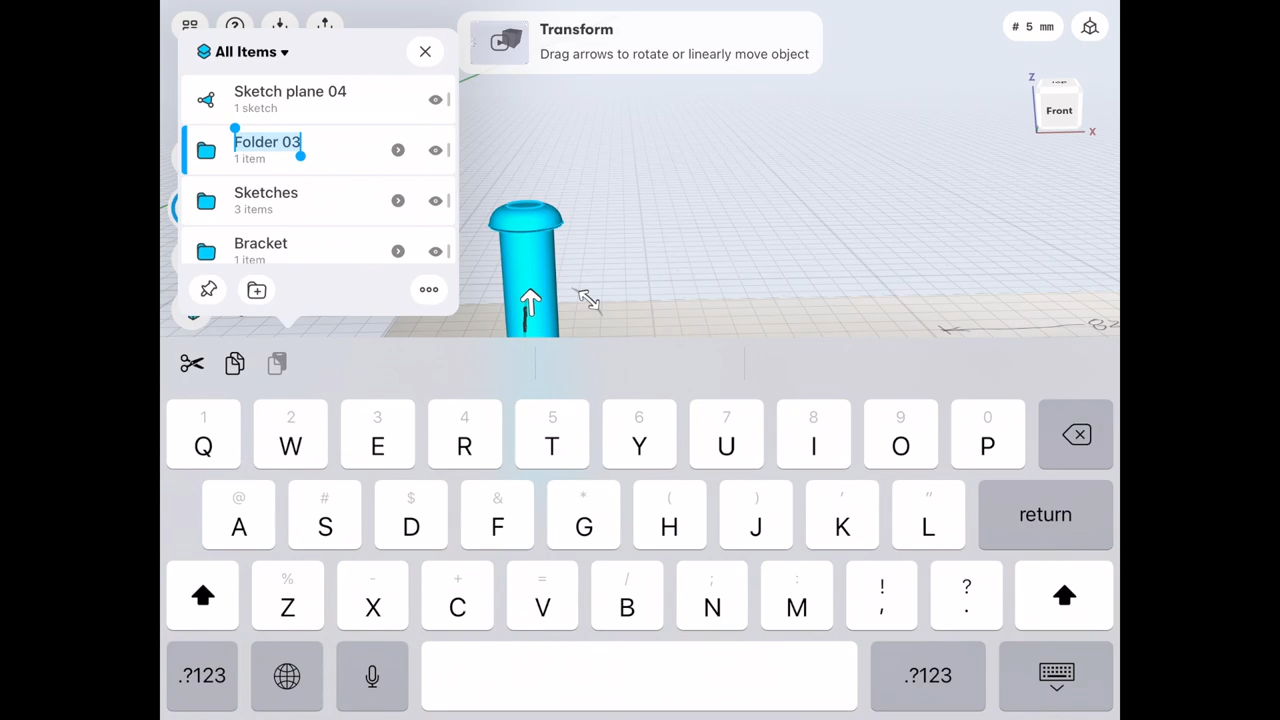 All Items
Transform
Drag arrows to rotate or linearly move object
# 5 mm
Sketch plane 04
1 sketch
Folder 03
1 item
Sketches
3 items
Bracket
1 item
Z
Top
Front
X
1 2 3 4 5 6 7 8 9 0
Q W E R T Y U I O P
@ # $ & * ( ) ' "
A S D F G H J K L return
% - + = / ; : ! ?
Z X C V B N M , .
.?123 .?123